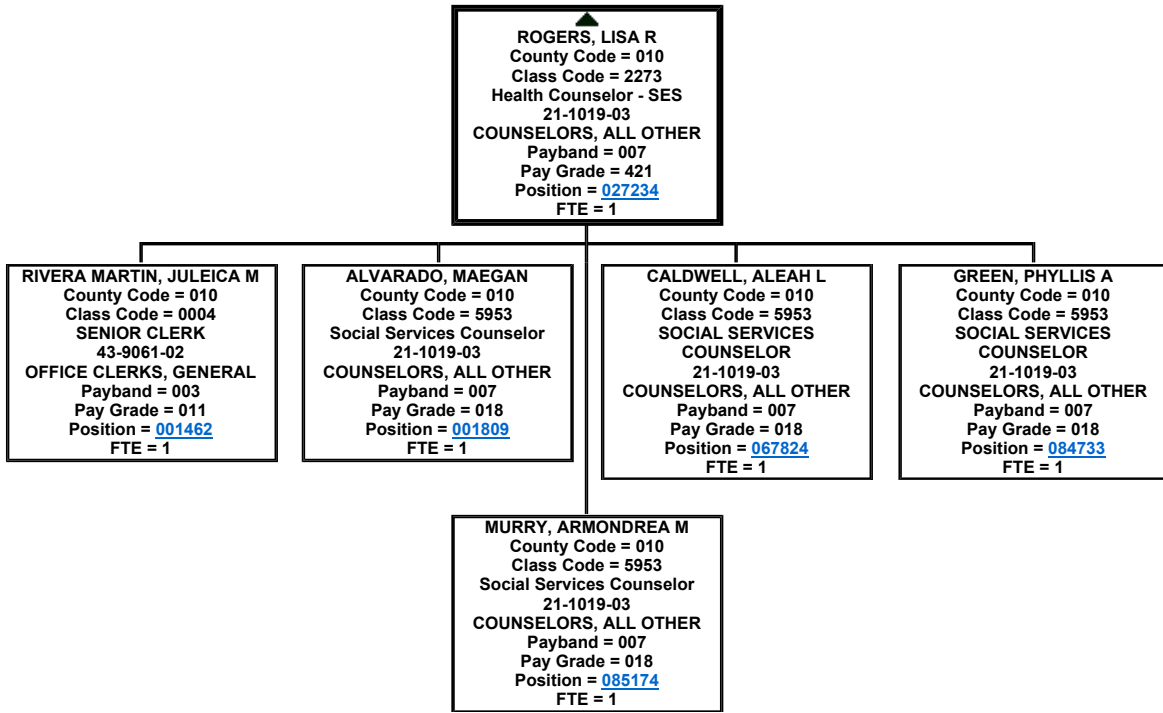 ROGERS, LISA R
County Code = 010
Class Code = 2273
Health Counselor - SES
21-1019-03
COUNSELORS, ALL OTHER
Payband = 007
Pay Grade = 421
Position = 027234
FTE = 1
RIVERA MARTIN, JULEICA M
County Code = 010
Class Code = 0004
SENIOR CLERK
43-9061-02
OFFICE CLERKS, GENERAL
Payband = 003
Pay Grade = 011
Position = 001462
FTE = 1
ALVARADO, MAEGAN
County Code = 010
Class Code = 5953
Social Services Counselor
21-1019-03
COUNSELORS, ALL OTHER
Payband = 007
Pay Grade = 018
Position = 001809
FTE = 1
CALDWELL, ALEAH L
County Code = 010
Class Code = 5953
SOCIAL SERVICES
COUNSELOR
21-1019-03
COUNSELORS, ALL OTHER
Payband = 007
Pay Grade = 018
Position = 067824
FTE = 1
GREEN, PHYLLIS A
County Code = 010
Class Code = 5953
SOCIAL SERVICES
COUNSELOR
21-1019-03
COUNSELORS, ALL OTHER
Payband = 007
Pay Grade = 018
Position = 084733
FTE = 1
MURRY, ARMONDREA M
County Code = 010
Class Code = 5953
Social Services Counselor
21-1019-03
COUNSELORS, ALL OTHER
Payband = 007
Pay Grade = 018
Position = 085174
FTE = 1